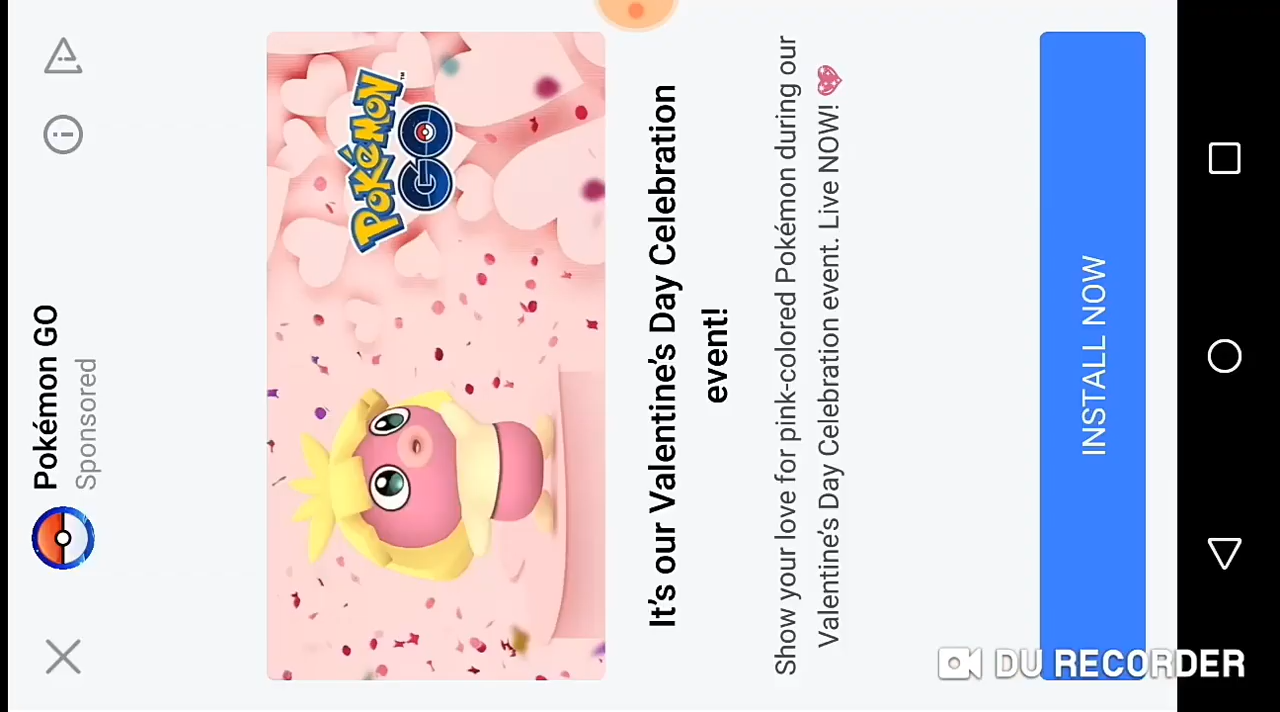 Pokémon GO
Sponsored
POKéMON™
GO
It's our Valentine's Day Celebration
event!
Show your love for pink-colored Pokémon during our
Valentine's Day Celebration event. Live NOW! 💖
INSTALL NOW
DU RECORDER